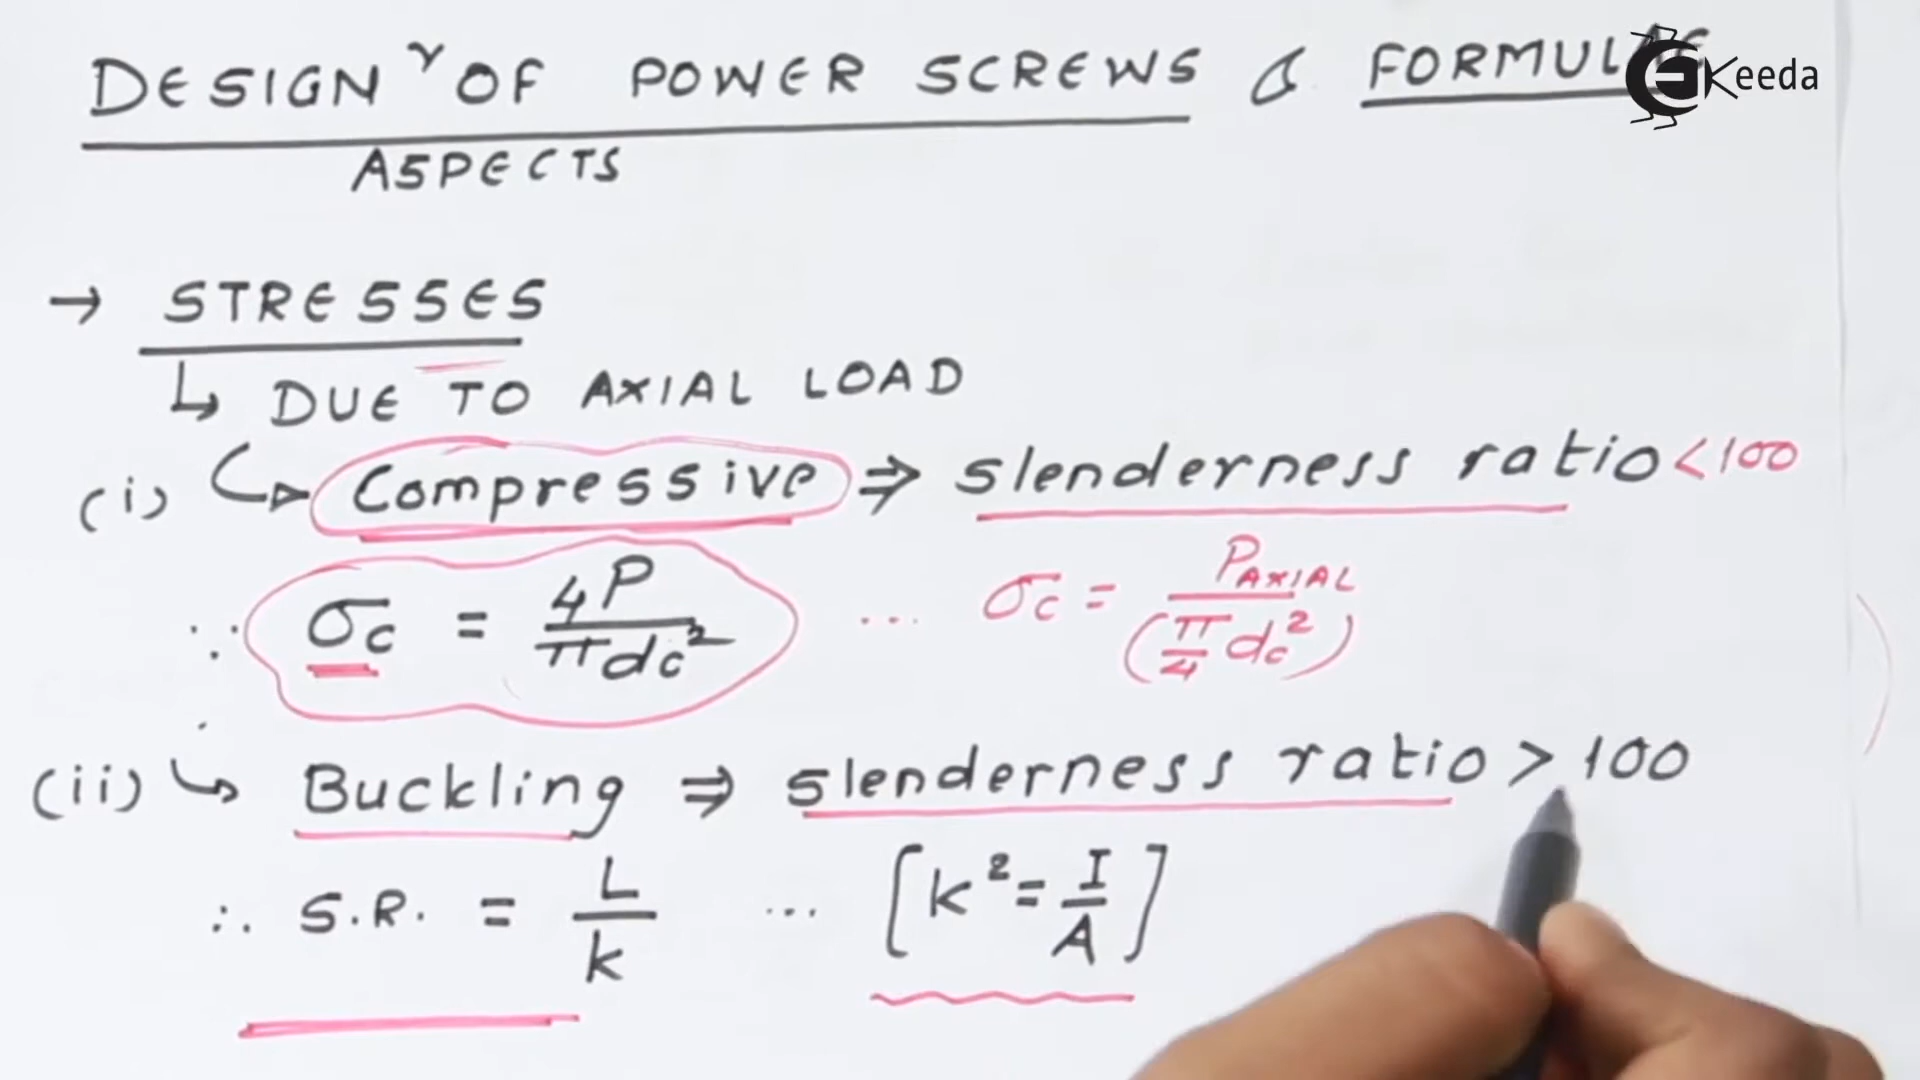 DESIGN OF POWER SCREWS & FORMULAE
ASPECTS
Keeda
→ STRESSES
↳ DUE TO AXIAL LOAD
(i) Compressive ⇒ slenderness ratio < 100
∵ σc = 4P / πdc² ... σc = P_AXIAL / (π/4 dc²)
(ii) ↳ Buckling ⇒ slenderness ratio > 100
∴ S.R. = L / k ... [k² = I / A]